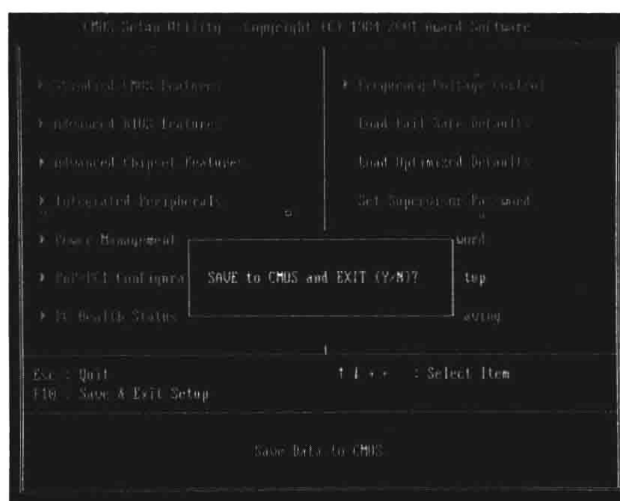 CMOS Setup Utility - Copyright (C) 1984-2001 Award Software
▶ Standard CMOS Features
▶ Advanced BIOS Features
▶ Advanced Chipset Features
▶ Integrated Peripherals
▶ Power Management
▶ PnP/PCI Configura
▶ PC Health Status
▶ Frequency/Voltage Control
Load Fail-Safe Defaults
Load Optimized Defaults
Set Supervisor Password
word
tup
aving
SAVE to CMOS and EXIT (Y/N)?
Esc : Quit
F10 : Save & Exit Setup
↑ ↓ → ← : Select Item
Save Data to CMOS